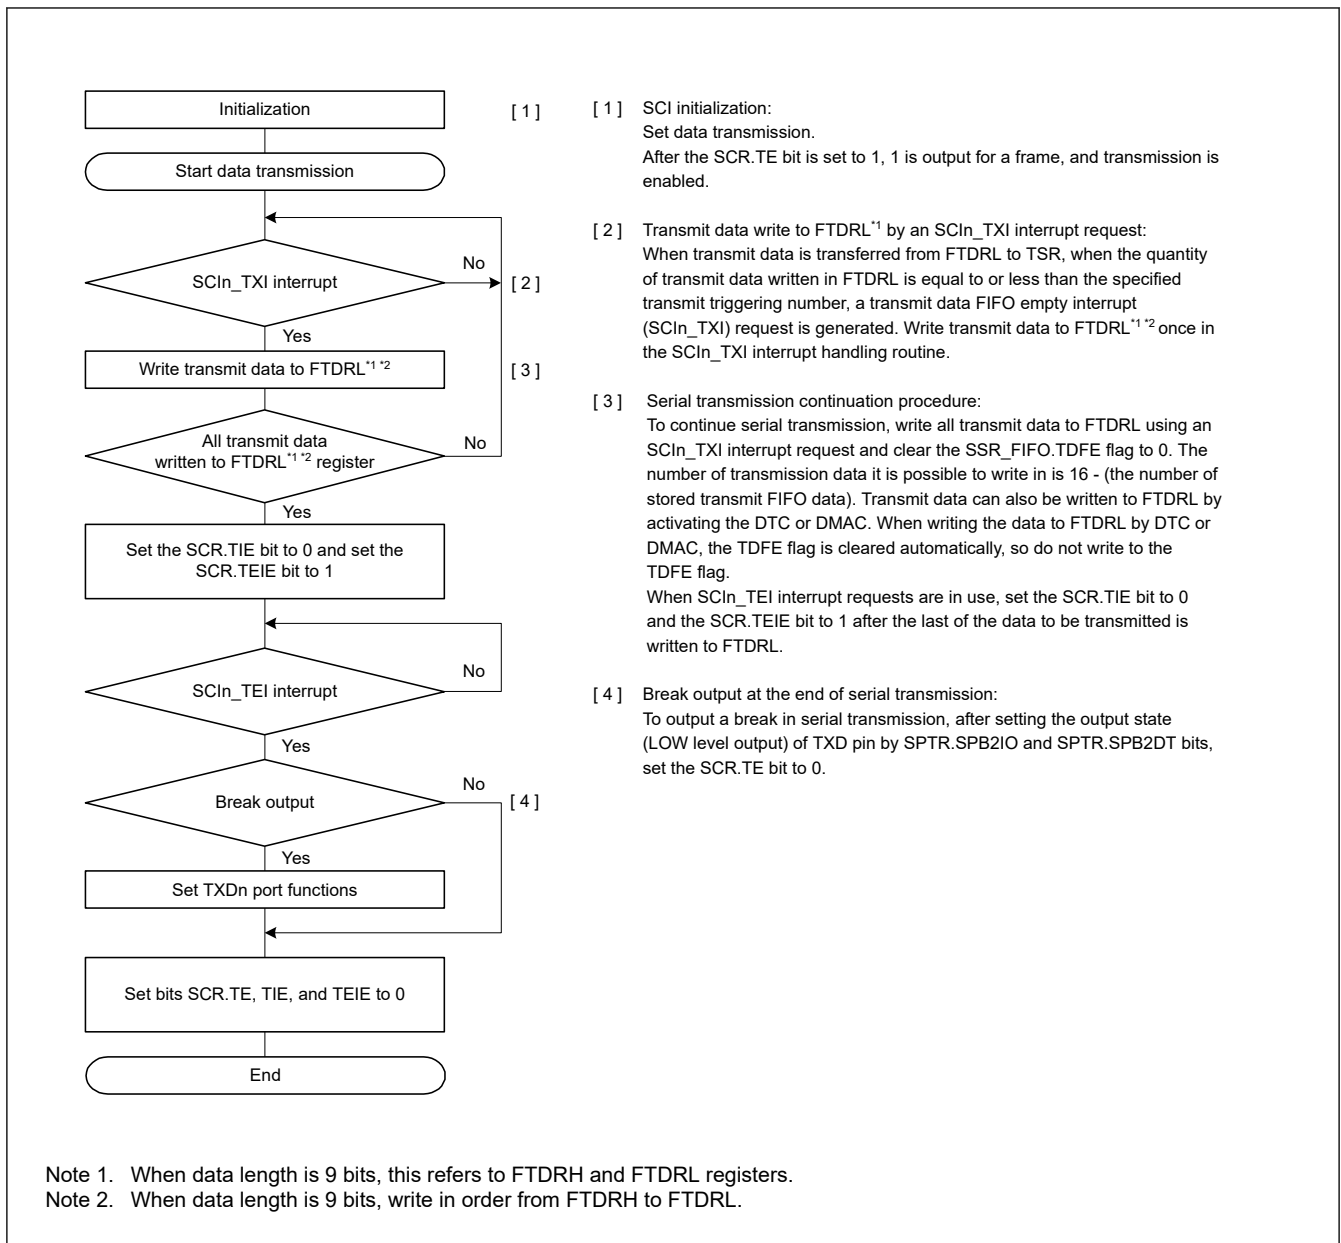 Initialization
[ 1 ]
Start data transmission
SCIn_TXI interrupt
No
[ 2 ]
Yes
Write transmit data to FTDRL*1 *2
[ 3 ]
All transmit data
written to FTDRL*1 *2 register
No
Yes
Set the SCR.TIE bit to 0 and set the
SCR.TEIE bit to 1
SCIn_TEI interrupt
No
Yes
Break output
No
[ 4 ]
Yes
Set TXDn port functions
Set bits SCR.TE, TIE, and TEIE to 0
End
[ 1 ] SCI initialization:
Set data transmission.
After the SCR.TE bit is set to 1, 1 is output for a frame, and transmission is
enabled.
[ 2 ] Transmit data write to FTDRL*1 by an SCIn_TXI interrupt request:
When transmit data is transferred from FTDRL to TSR, when the quantity
of transmit data written in FTDRL is equal to or less than the specified
transmit triggering number, a transmit data FIFO empty interrupt
(SCIn_TXI) request is generated. Write transmit data to FTDRL*1 *2 once in
the SCIn_TXI interrupt handling routine.
[ 3 ] Serial transmission continuation procedure:
To continue serial transmission, write all transmit data to FTDRL using an
SCIn_TXI interrupt request and clear the SSR_FIFO.TDFE flag to 0. The
number of transmission data it is possible to write in is 16 - (the number of
stored transmit FIFO data). Transmit data can also be written to FTDRL by
activating the DTC or DMAC. When writing the data to FTDRL by DTC or
DMAC, the TDFE flag is cleared automatically, so do not write to the
TDFE flag.
When SCIn_TEI interrupt requests are in use, set the SCR.TIE bit to 0
and the SCR.TEIE bit to 1 after the last of the data to be transmitted is
written to FTDRL.
[ 4 ] Break output at the end of serial transmission:
To output a break in serial transmission, after setting the output state
(LOW level output) of TXD pin by SPTR.SPB2IO and SPTR.SPB2DT bits,
set the SCR.TE bit to 0.
Note 1. When data length is 9 bits, this refers to FTDRH and FTDRL registers.
Note 2. When data length is 9 bits, write in order from FTDRH to FTDRL.